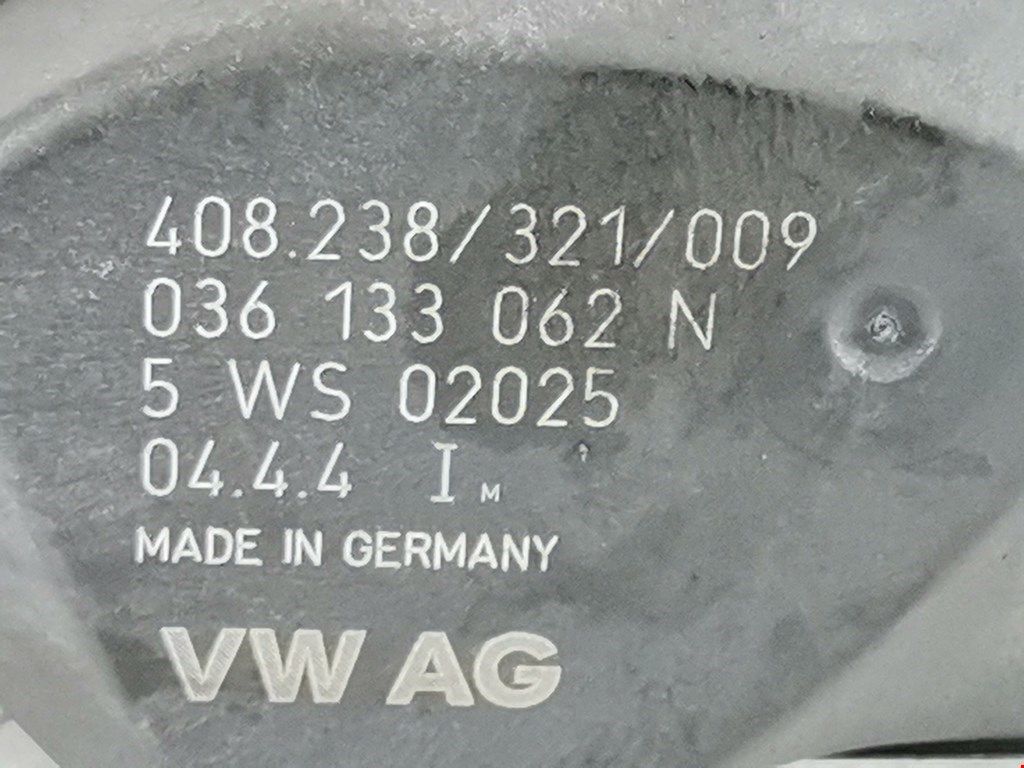 408.238/321/009
036 133 062 N
5 WS 02025
04.4.4 I M
MADE IN GERMANY
VW AG